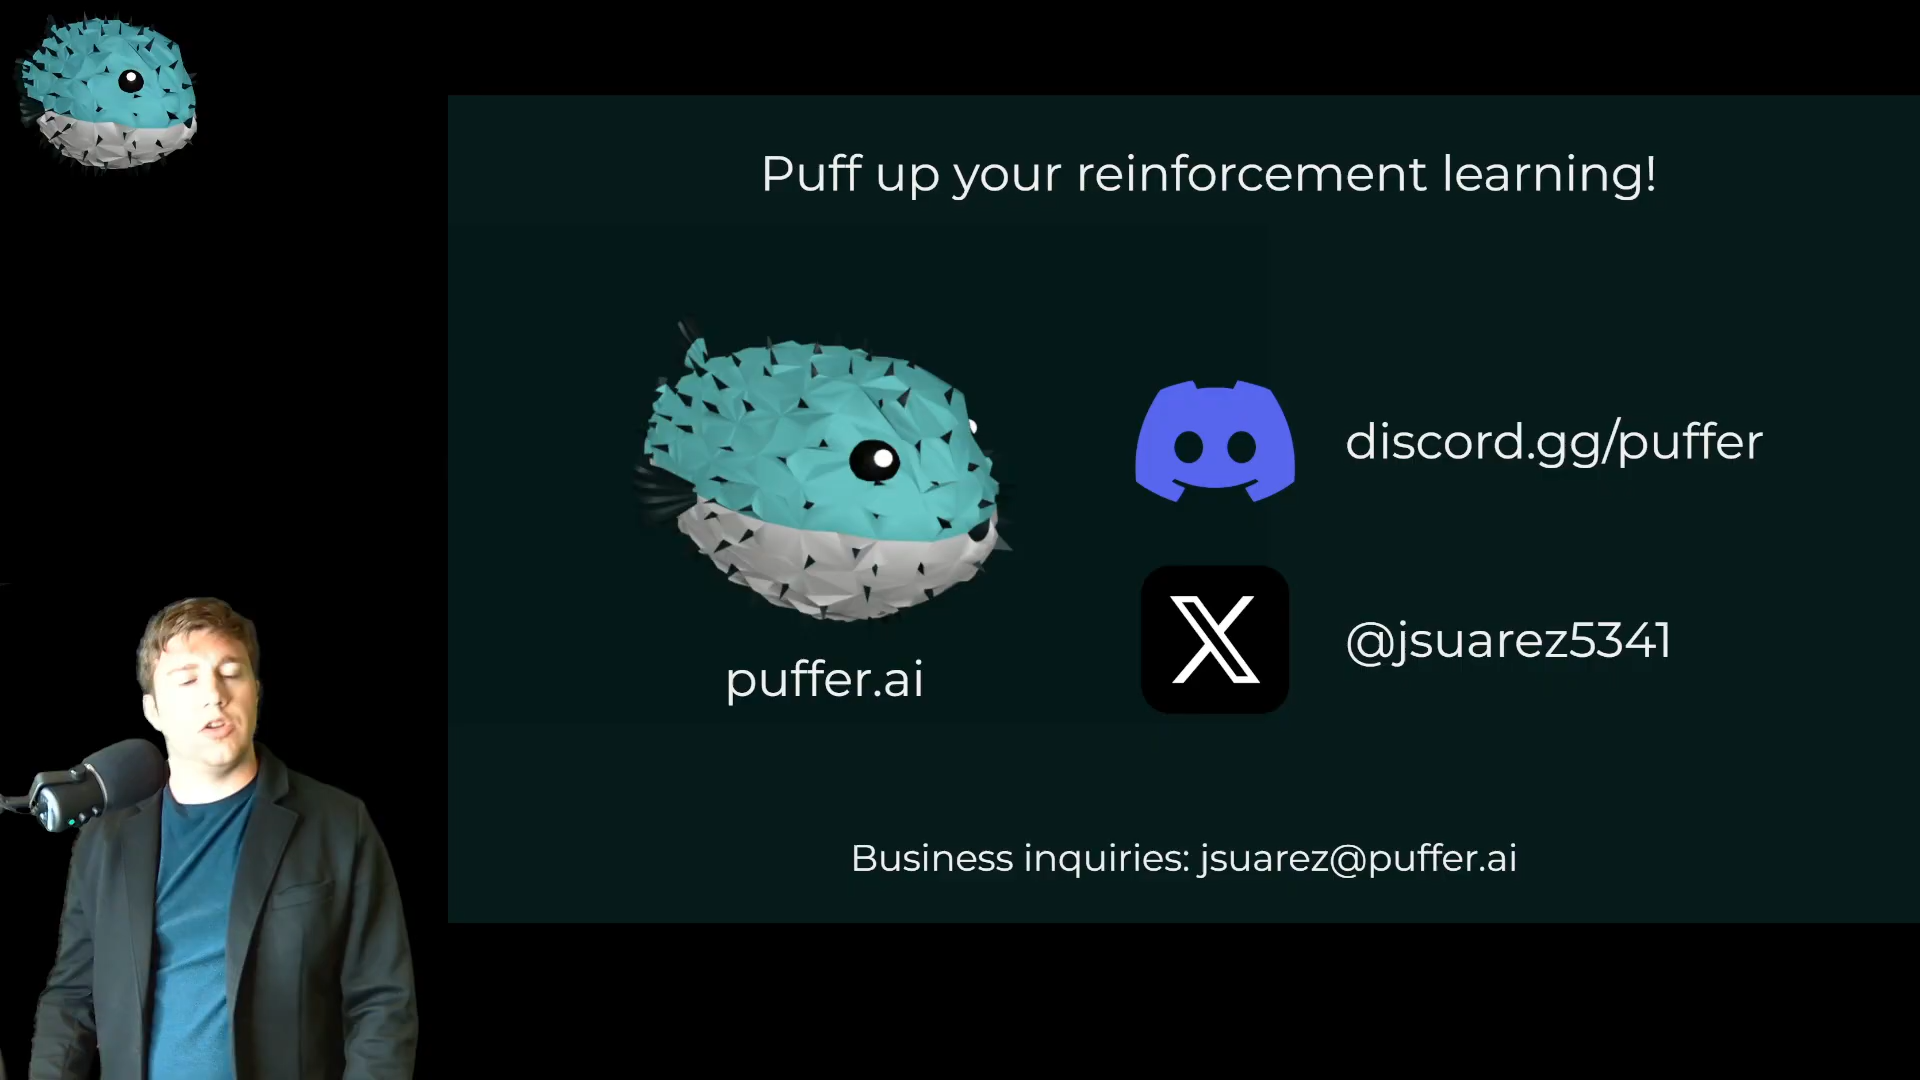 Puff up your reinforcement learning!
discord.gg/puffer
@jsuarez5341
puffer.ai
Business inquiries: jsuarez@puffer.ai